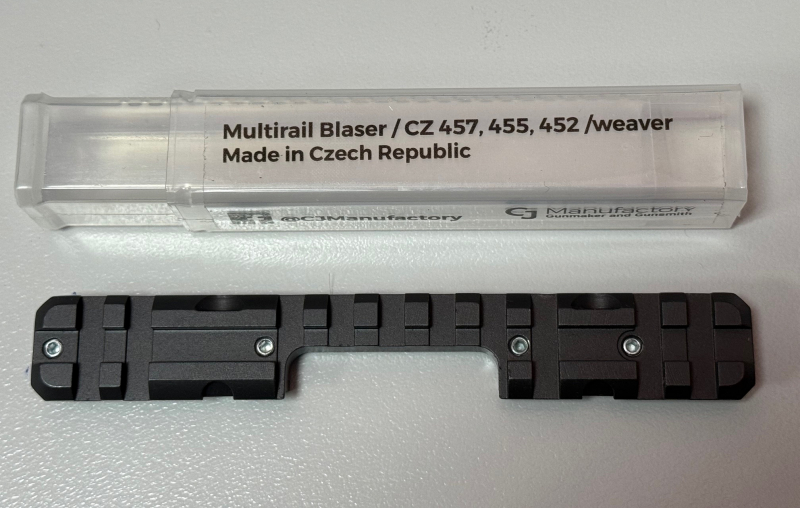 Multirail Blaser / CZ 457, 455, 452 /weaver
Made in Czech Republic
@CJManufactory
CJ Manufactory
Gunmaker and Gunsmith